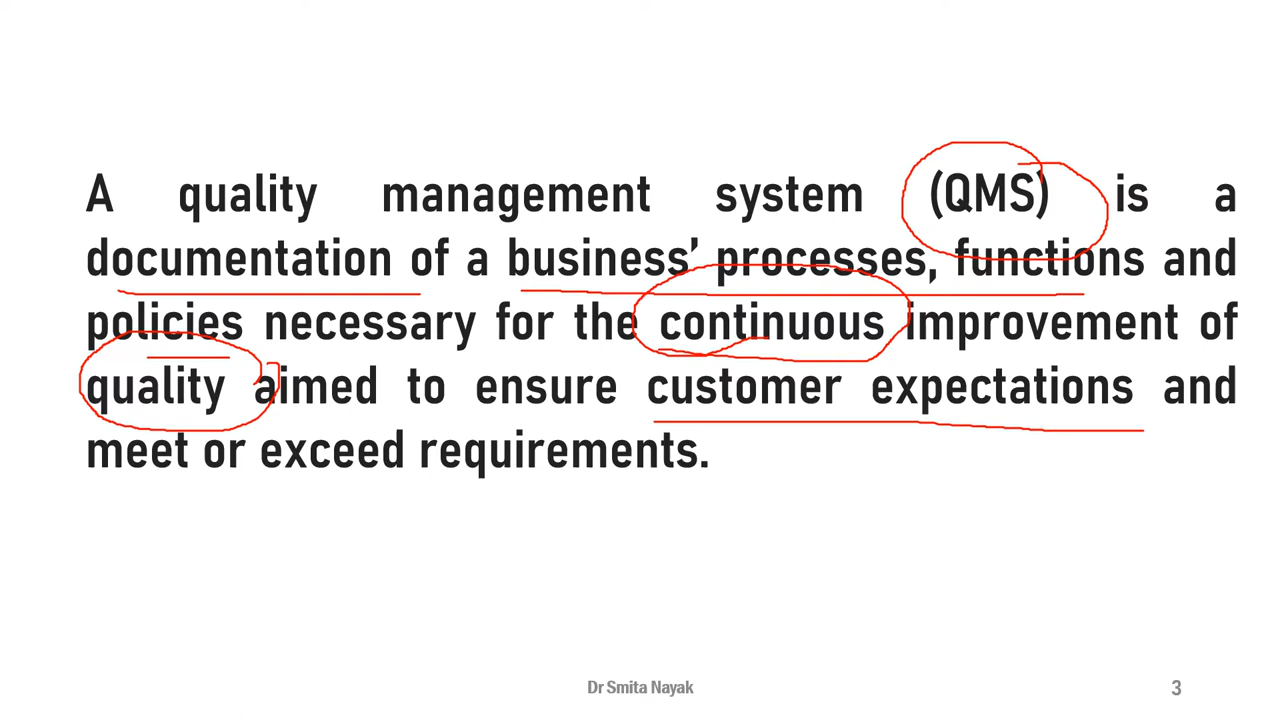 A quality management system (QMS) is a
documentation of a business’ processes, functions and
policies necessary for the continuous improvement of
quality aimed to ensure customer expectations and
meet or exceed requirements.
Dr Smita Nayak
3